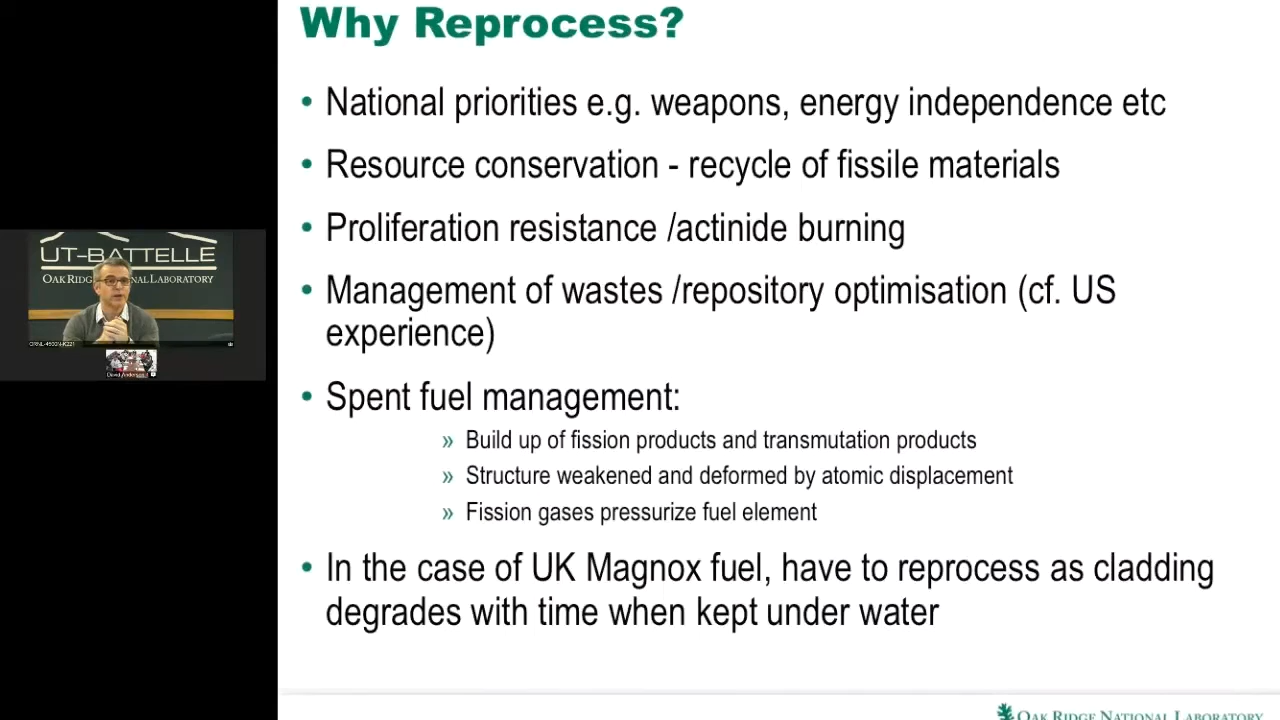 Why Reprocess?
• National priorities e.g. weapons, energy independence etc
• Resource conservation - recycle of fissile materials
• Proliferation resistance /actinide burning
• Management of wastes /repository optimisation (cf. US
experience)
• Spent fuel management:
» Build up of fission products and transmutation products
» Structure weakened and deformed by atomic displacement
» Fission gases pressurize fuel element
• In the case of UK Magnox fuel, have to reprocess as cladding
degrades with time when kept under water
UT-BATTELLE
OAK RIDGE NATIONAL LABORATORY
David Anderson
OAK RIDGE NATIONAL LABORATORY